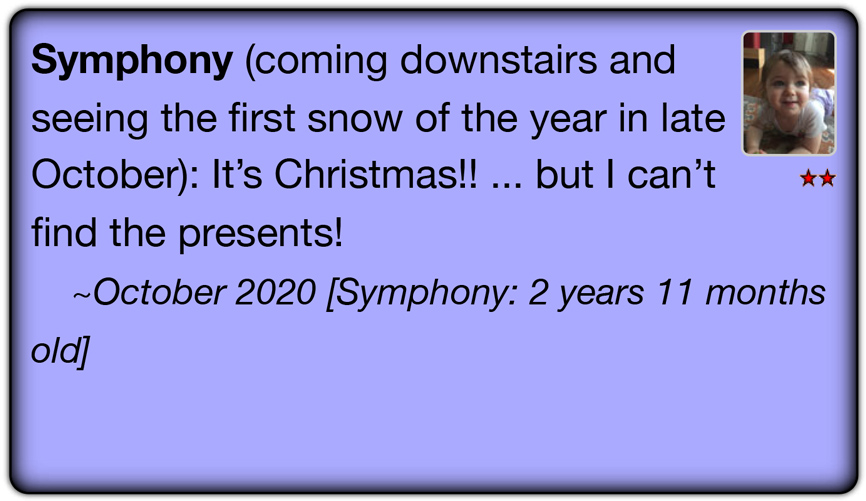 Symphony (coming downstairs and
seeing the first snow of the year in late
October): It’s Christmas!! ... but I can’t
find the presents!
~October 2020 [Symphony: 2 years 11 months
old]